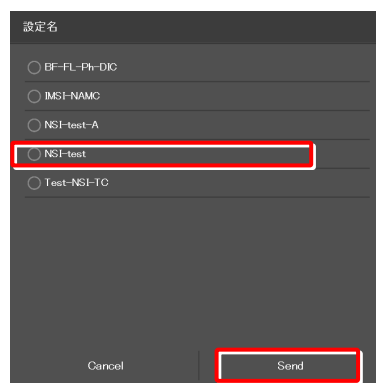 設定名
BF-FL-Ph-DIC
IMSI-NAMC
NSI-test-A
NSI-test
Test-NSI-TC
Cancel
Send